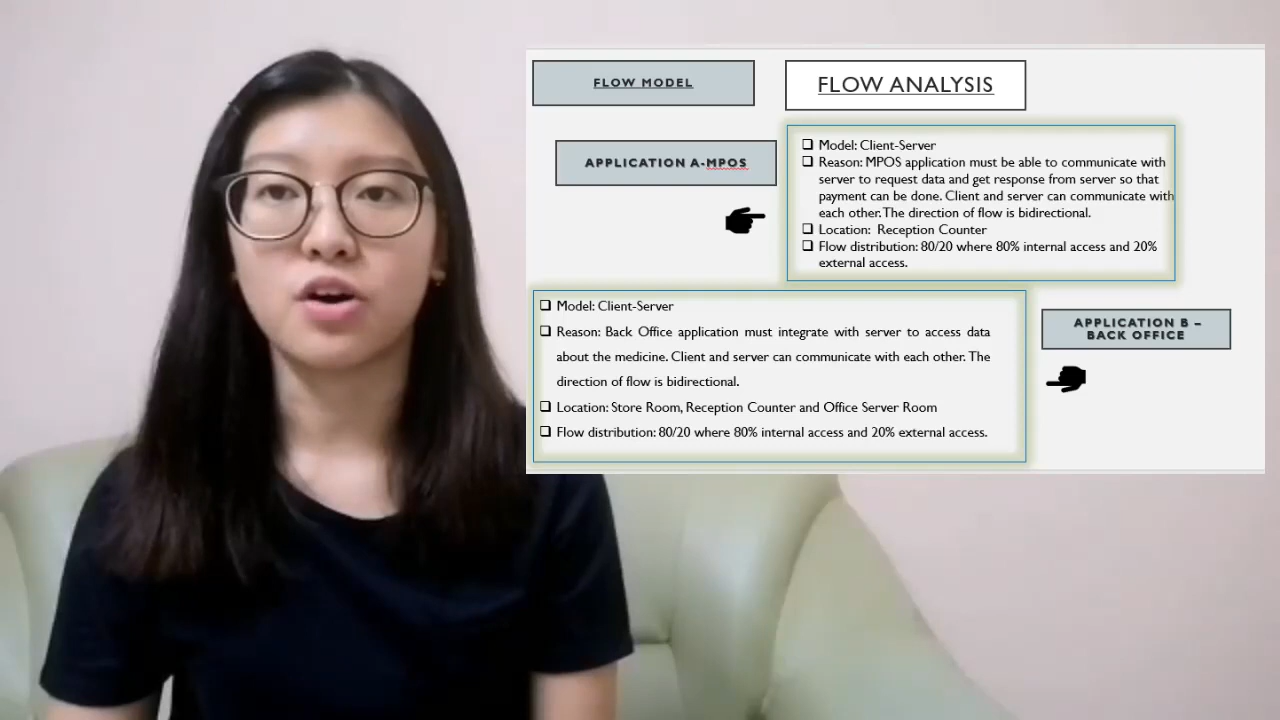 FLOW MODEL
FLOW ANALYSIS
APPLICATION A-MPOS
❑ Model: Client-Server
❑ Reason: MPOS application must be able to communicate with
server to request data and get response from server so that
payment can be done. Client and server can communicate with
each other. The direction of flow is bidirectional.
❑ Location: Reception Counter
❑ Flow distribution: 80/20 where 80% internal access and 20%
external access.
❑ Model: Client-Server
❑ Reason: Back Office application must integrate with server to access data
about the medicine. Client and server can communicate with each other. The
direction of flow is bidirectional.
❑ Location: Store Room, Reception Counter and Office Server Room
❑ Flow distribution: 80/20 where 80% internal access and 20% external access.
APPLICATION B –
BACK OFFICE